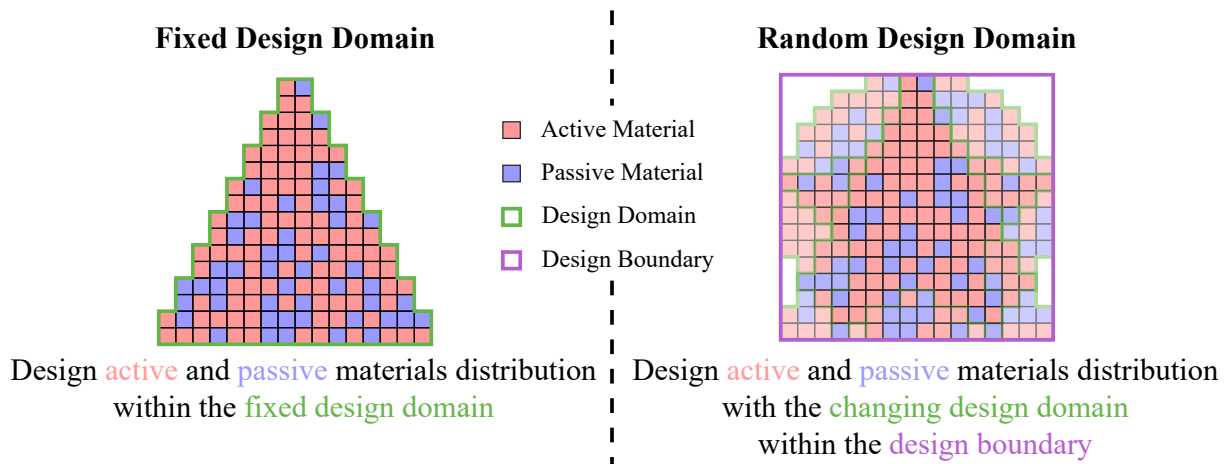 Fixed Design Domain
Random Design Domain
Active Material
Passive Material
Design Domain
Design Boundary
Design active and passive materials distribution
within the fixed design domain
Design active and passive materials distribution
with the changing design domain
within the design boundary